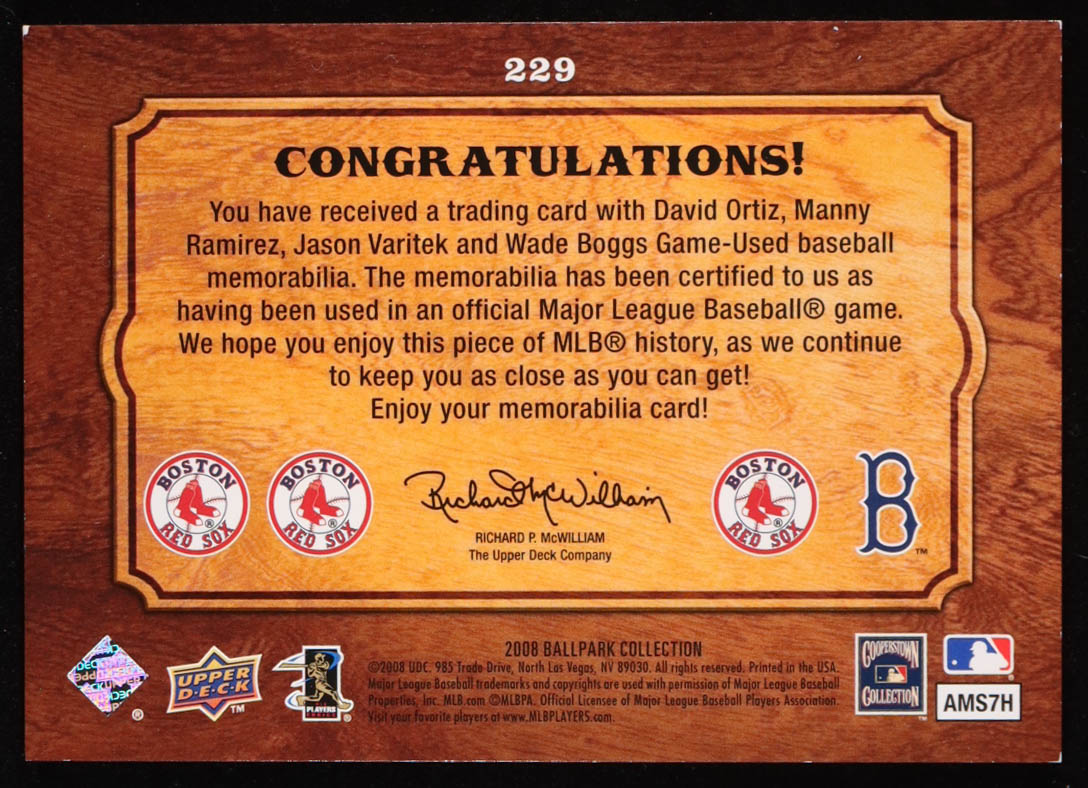 229
CONGRATULATIONS!
You have received a trading card with David Ortiz, Manny
Ramirez, Jason Varitek and Wade Boggs Game-Used baseball
memorabilia. The memorabilia has been certified to us as
having been used in an official Major League Baseball® game.
We hope you enjoy this piece of MLB® history, as we continue
to keep you as close as you can get!
Enjoy your memorabilia card!
BOSTON RED SOX ®
BOSTON RED SOX ®
Richard P. McWilliam
BOSTON RED SOX ®
B ™
RICHARD P. McWILLIAM
The Upper Deck Company
UPPER DECK ™
PLAYERS CHOICE ®
2008 BALLPARK COLLECTION
©2008 UDC. 985 Trade Drive, North Las Vegas, NV 89030. All rights reserved. Printed in the USA.
Major League Baseball trademarks and copyrights are used with permission of Major League Baseball
Properties, Inc. MLB.com ©MLBPA. Official Licensee of Major League Baseball Players Association.
Visit your favorite players at www.MLBPLAYERS.com.
COOPERSTOWN
COLLECTION
™
®
AMS7H